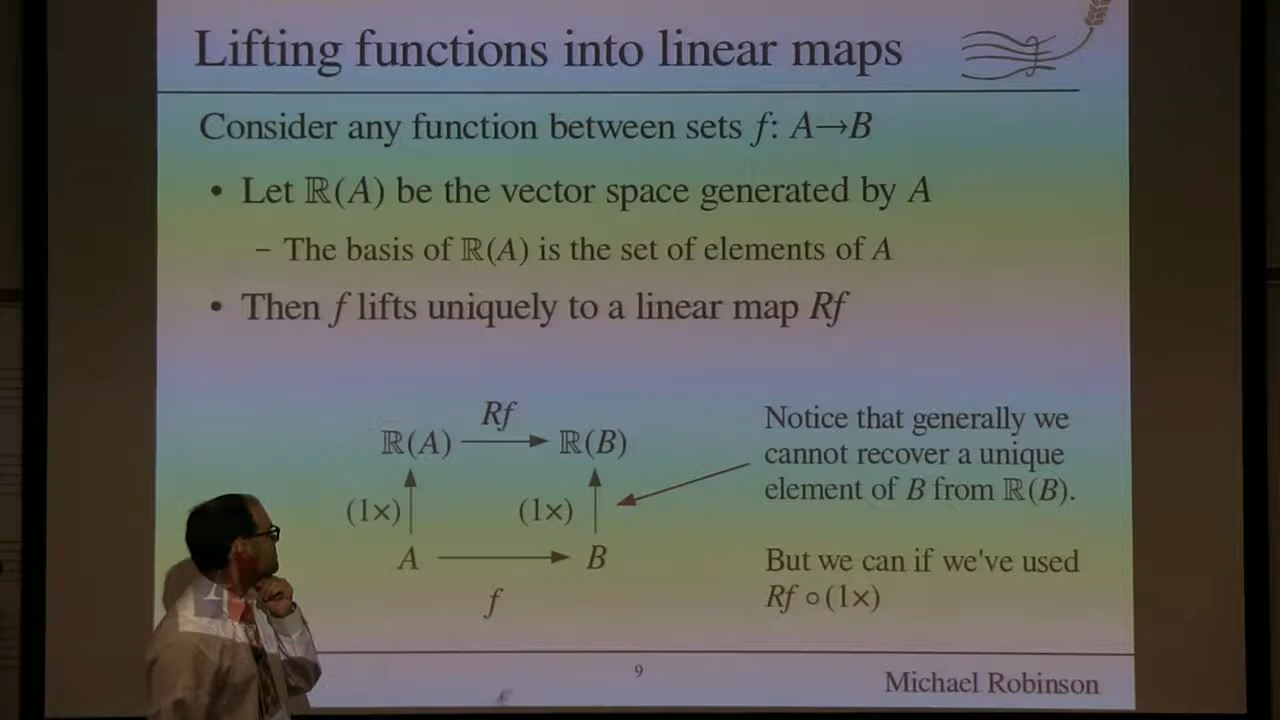 Lifting functions into linear maps
Consider any function between sets f: A→B
• Let ℝ(A) be the vector space generated by A
– The basis of ℝ(A) is the set of elements of A
• Then f lifts uniquely to a linear map Rf
Rf
ℝ(A) ℝ(B)
(1×) (1×)
A B
f
Notice that generally we
cannot recover a unique
element of B from ℝ(B).
But we can if we've used
Rf ∘ (1×)
9
Michael Robinson